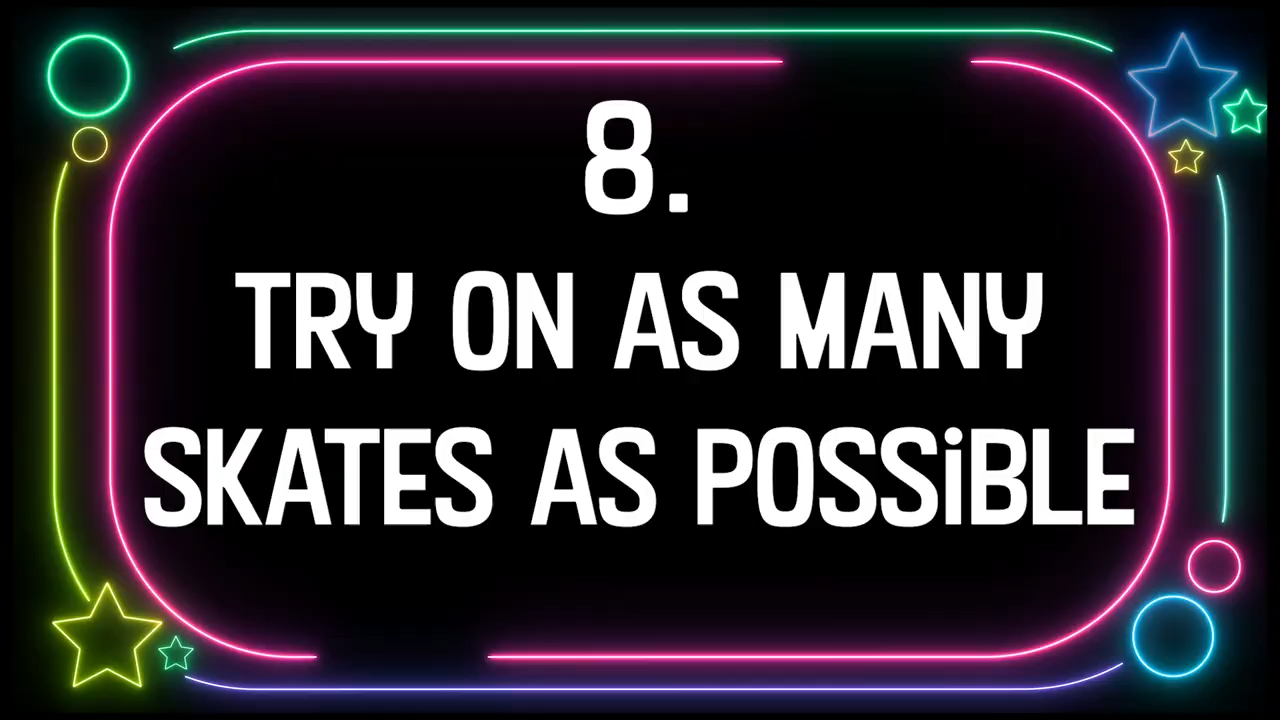 8.
TRY ON AS MANY
SKATES AS POSSiBLE